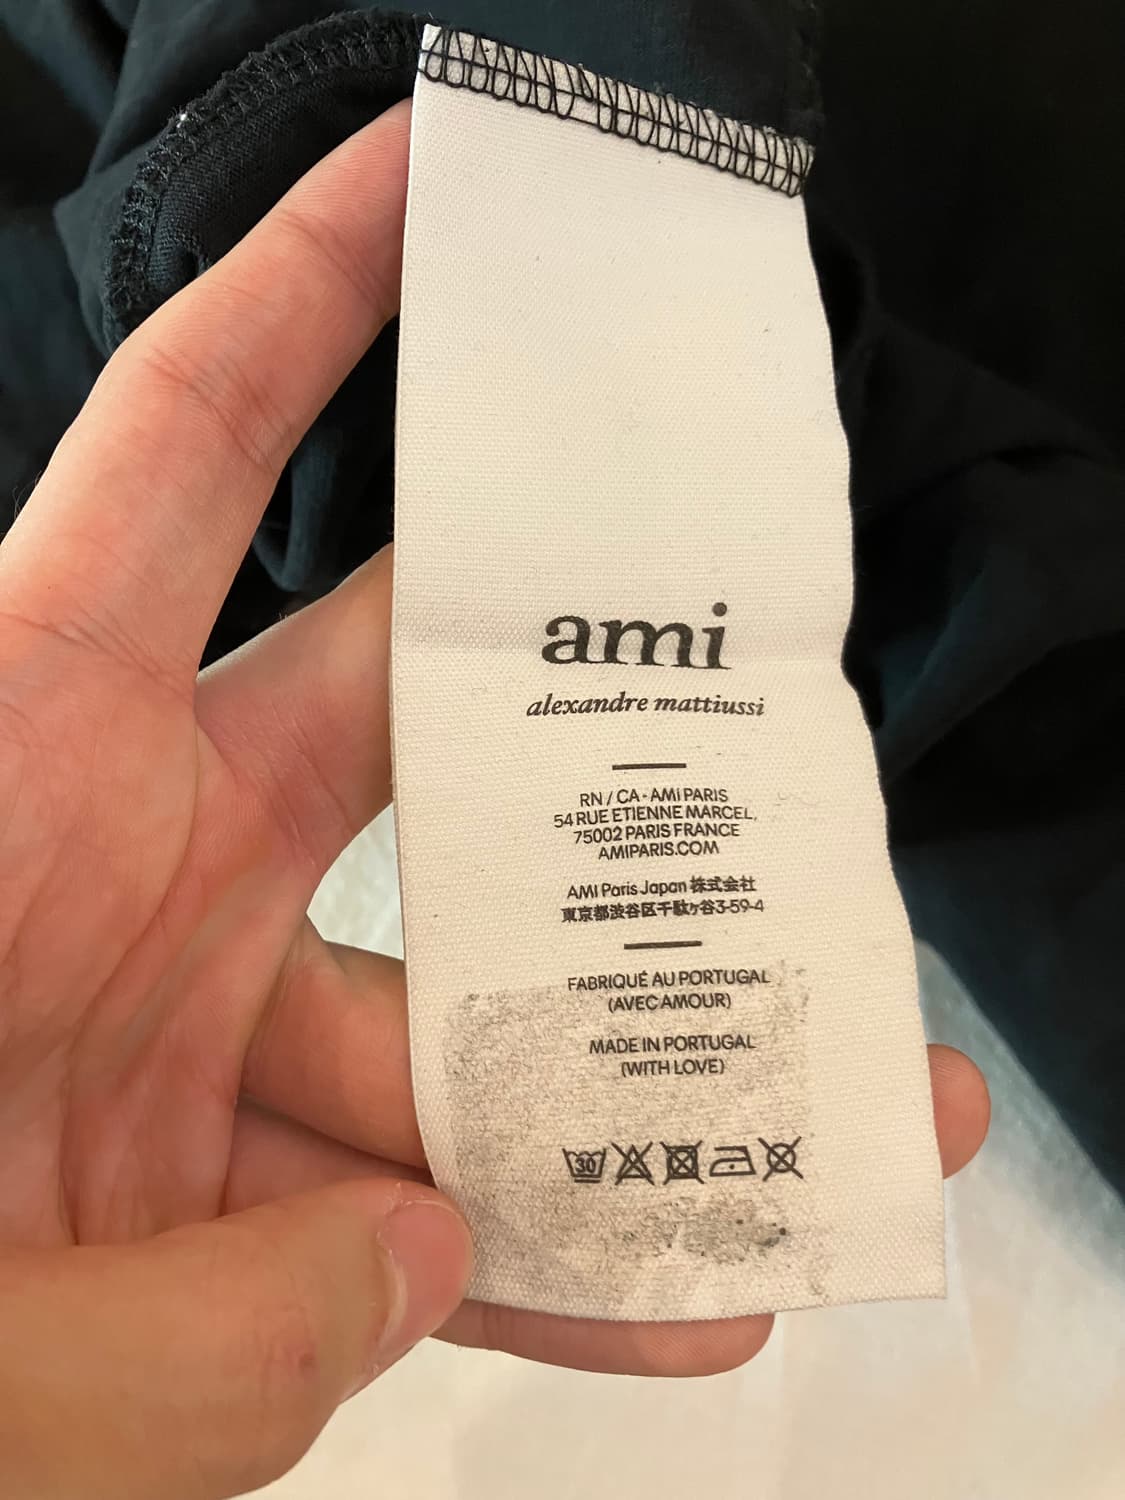 ami
alexandre mattiussi
RN / CA - AMI PARIS
54 RUE ETIENNE MARCEL,
75002 PARIS FRANCE
AMIPARIS.COM
AMI Paris Japan 株式会社
東京都渋谷区千駄ヶ谷3-59-4
FABRIQUÉ AU PORTUGAL
(AVEC AMOUR)
MADE IN PORTUGAL
(WITH LOVE)
30